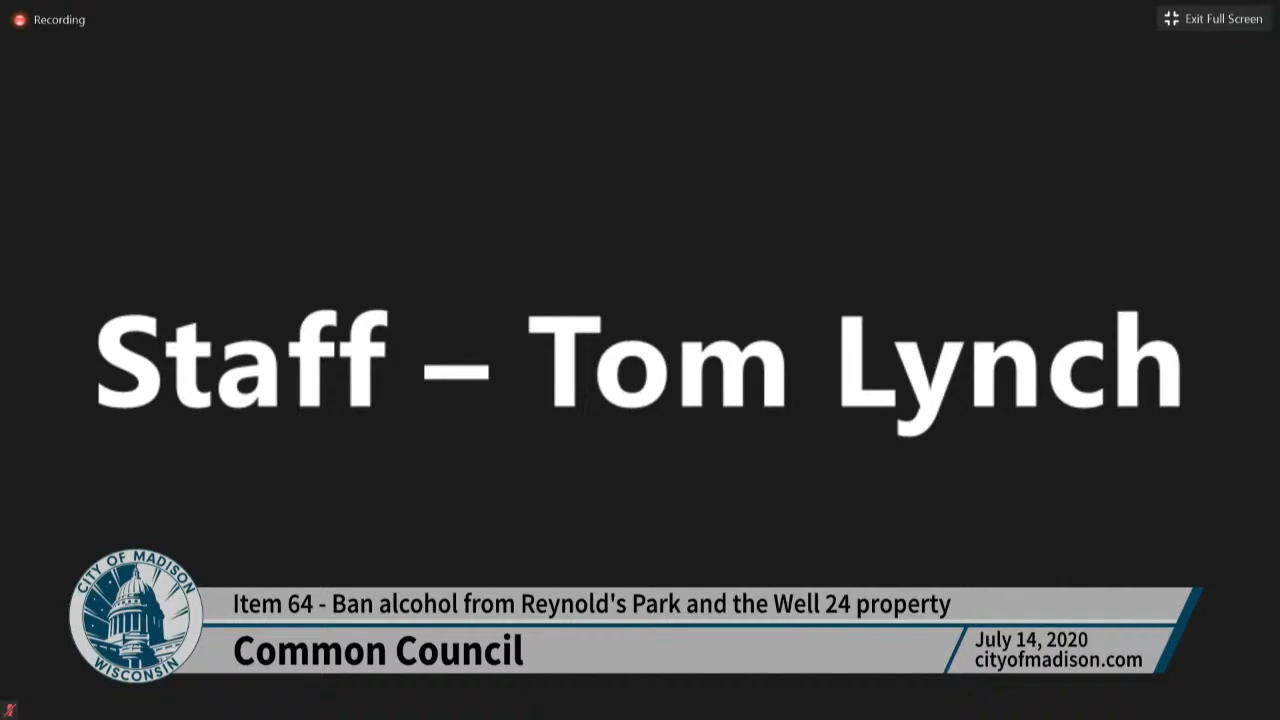 Recording
Exit Full Screen
Staff – Tom Lynch
CITY OF MADISON
WISCONSIN
Item 64 - Ban alcohol from Reynold's Park and the Well 24 property
Common Council
July 14, 2020
cityofmadison.com